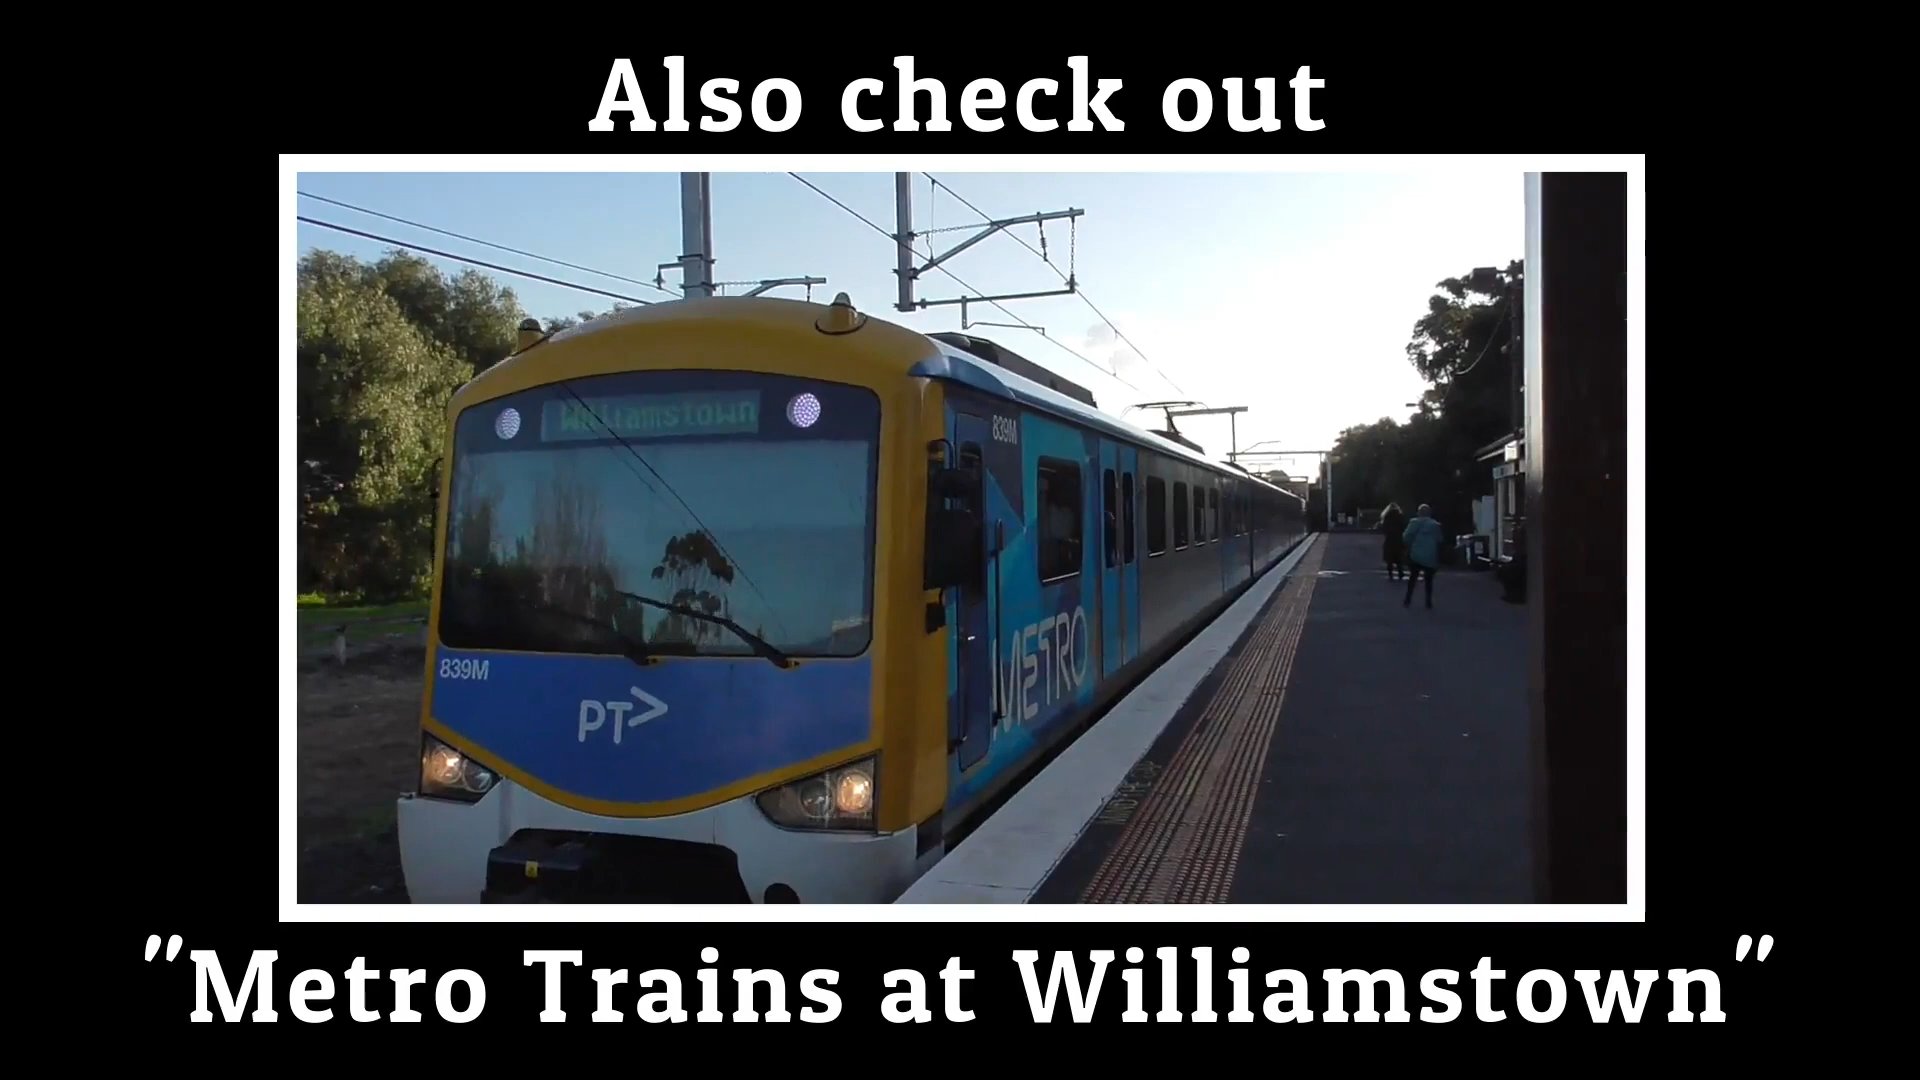 Also check out
Williamstown
839M
839M
PT>
METRO
"Metro Trains at Williamstown"